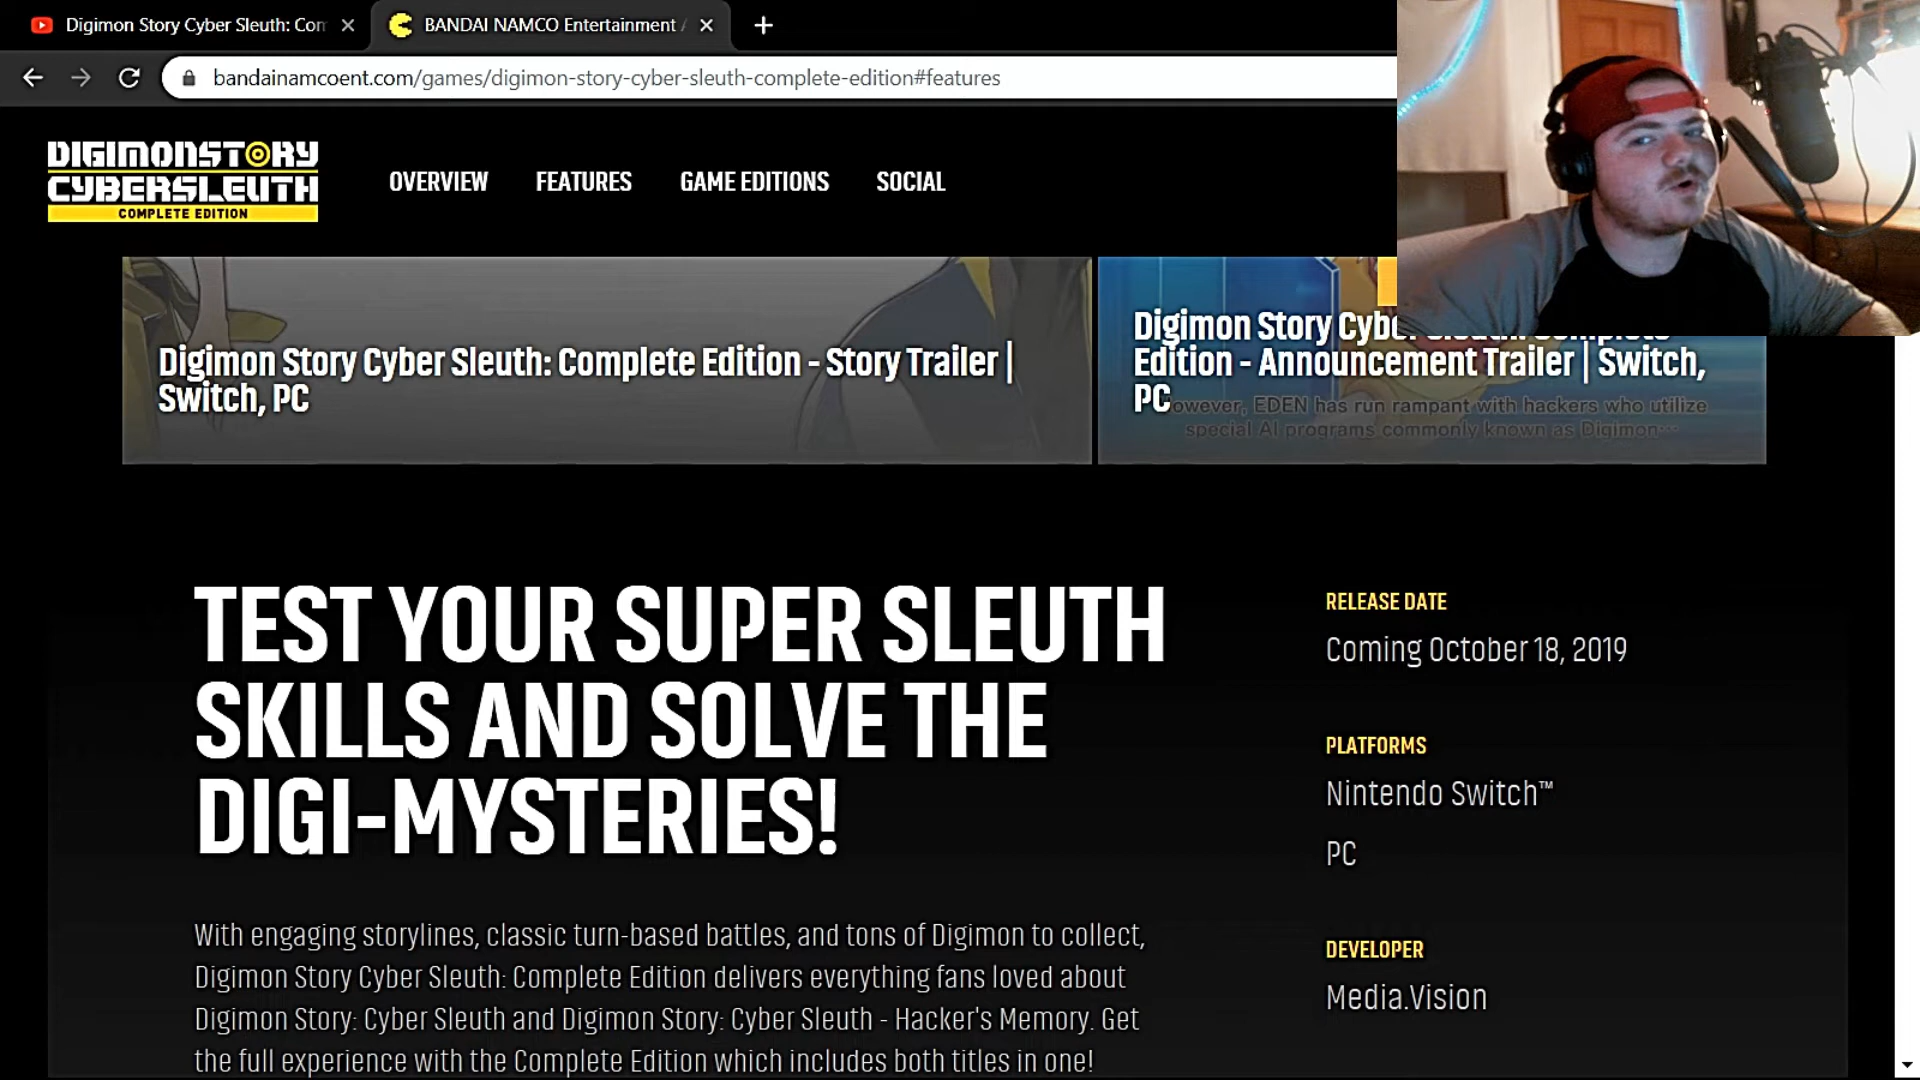 Digimon Story Cyber Sleuth: Con
BANDAI NAMCO Entertainment
bandainamcoent.com/games/digimon-story-cyber-sleuth-complete-edition#features
DIGIMONSTORY
CYBERSLEUTH
COMPLETE EDITION
OVERVIEW FEATURES GAME EDITIONS SOCIAL
Digimon Story Cyber Sleuth: Complete Edition - Story Trailer |
Switch, PC
Digimon Story Cyber Sleuth: Complete
Edition - Announcement Trailer | Switch,
PC
However, EDEN has run rampant with hackers who utilize
special AI programs commonly known as Digimon...
TEST YOUR SUPER SLEUTH
SKILLS AND SOLVE THE
DIGI-MYSTERIES!
With engaging storylines, classic turn-based battles, and tons of Digimon to collect,
Digimon Story Cyber Sleuth: Complete Edition delivers everything fans loved about
Digimon Story: Cyber Sleuth and Digimon Story: Cyber Sleuth - Hacker's Memory. Get
the full experience with the Complete Edition which includes both titles in one!
RELEASE DATE
Coming October 18, 2019
PLATFORMS
Nintendo Switch™
PC
DEVELOPER
Media.Vision